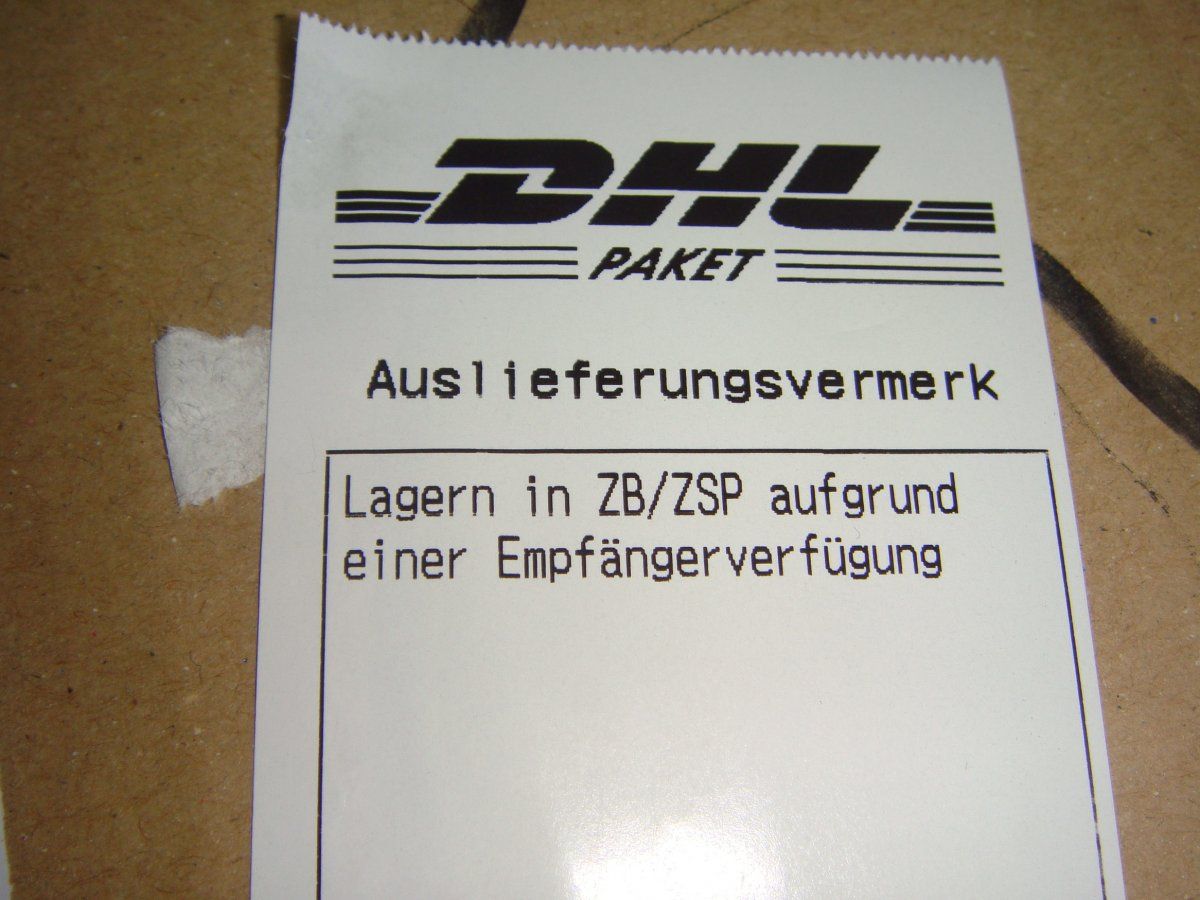 DHL
PAKET
Auslieferungsvermerk
Lagern in ZB/ZSP aufgrund
einer Empfängerverfügung